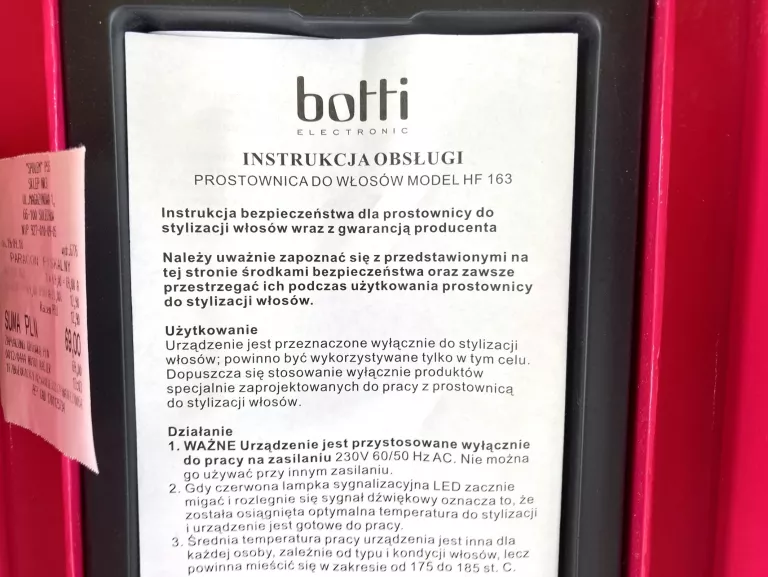 botti
ELECTRONIC
INSTRUKCJA OBSŁUGI
PROSTOWNICA DO WŁOSÓW MODEL HF 163
Instrukcja bezpieczeństwa dla prostownicy do
stylizacji włosów wraz z gwarancją producenta
Należy uważnie zapoznać się z przedstawionymi na
tej stronie środkami bezpieczeństwa oraz zawsze
przestrzegać ich podczas użytkowania prostownicy
do stylizacji włosów.
Użytkowanie
Urządzenie jest przeznaczone wyłącznie do stylizacji
włosów; powinno być wykorzystywane tylko w tym celu.
Dopuszcza się stosowanie wyłącznie produktów
specjalnie zaprojektowanych do pracy z prostownicą
do stylizacji włosów.
Działanie
1. WAŻNE Urządzenie jest przystosowane wyłącznie
do pracy na zasilaniu 230V 60/50 Hz AC. Nie można
go używać przy innym zasilaniu.
2. Gdy czerwona lampka sygnalizacyjna LED zacznie
migać i rozlegnie się sygnał dźwiękowy oznacza to, że
została osiągnięta optymalna temperatura do stylizacji
i urządzenie jest gotowe do pracy.
3. Średnia temperatura pracy urządzenia jest inna dla
każdej osoby, zależnie od typu i kondycji włosów, lecz
powinna mieścić się w zakresie od 175 do 185 st. C.
SUMA PLN
69,00